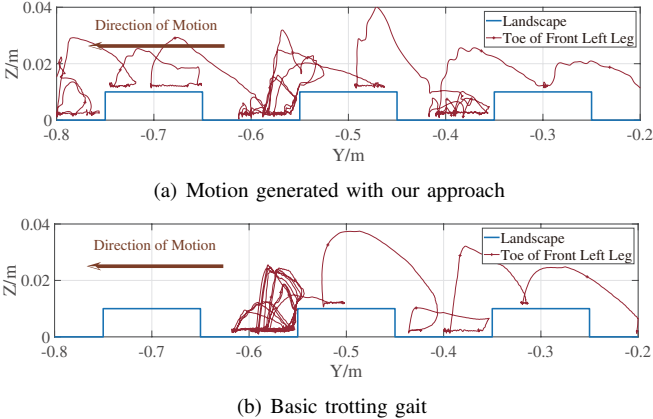 0.04
Direction of Motion
Landscape
Toe of Front Left Leg
Z/m
0.02
0
-0.8 -0.7 -0.6 -0.5 -0.4 -0.3 -0.2
Y/m
(a) Motion generated with our approach
0.04
Direction of Motion
Landscape
Toe of Front Left Leg
Z/m
0.02
0
-0.8 -0.7 -0.6 -0.5 -0.4 -0.3 -0.2
Y/m
(b) Basic trotting gait